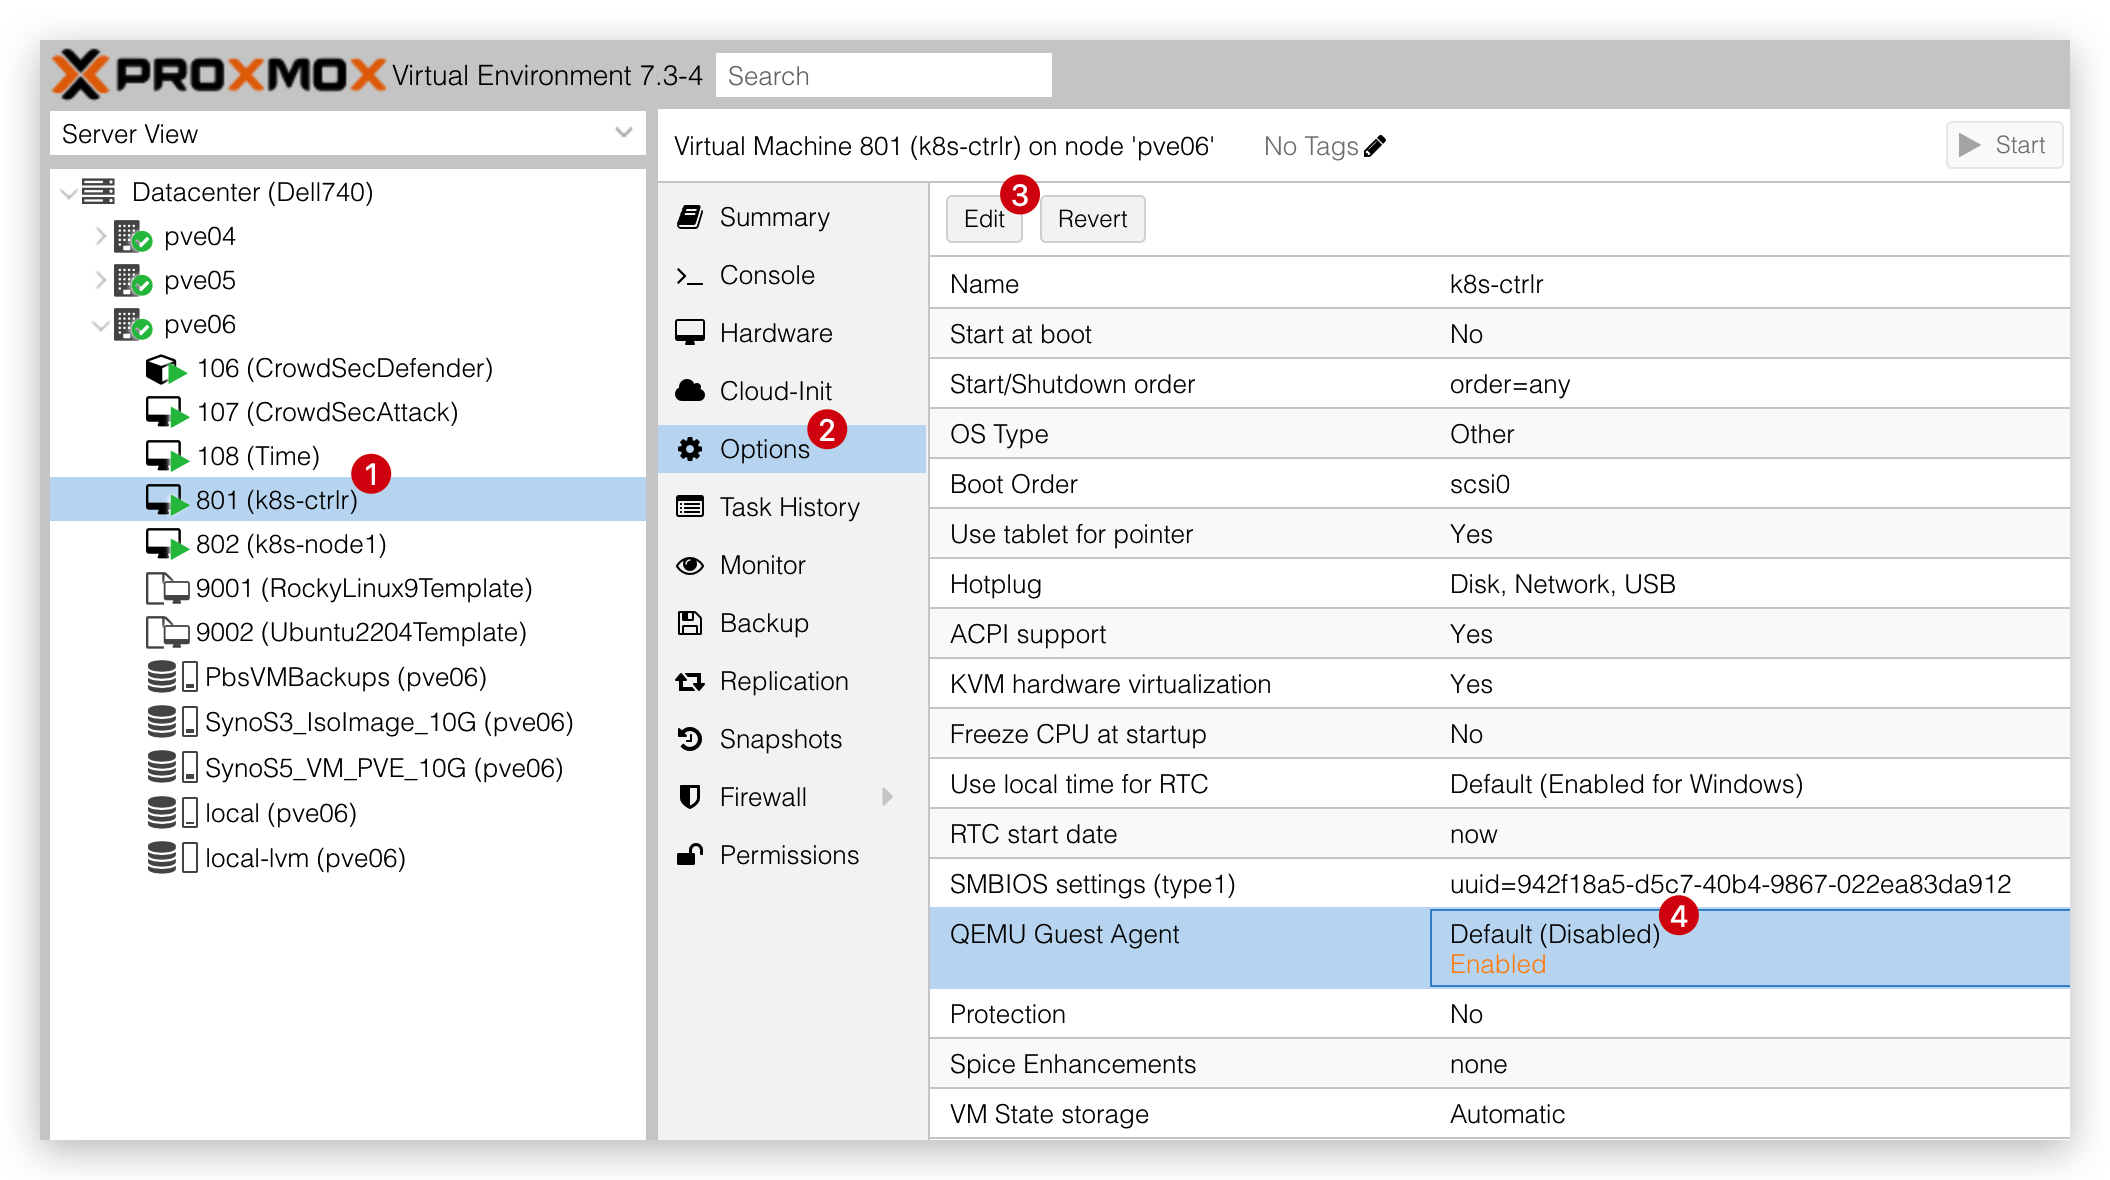 PROXMOX Virtual Environment 7.3-4 Search
Server View
Datacenter (Dell740)
pve04
pve05
pve06
106 (CrowdSecDefender)
107 (CrowdSecAttack)
108 (Time)
1
801 (k8s-ctrlr)
802 (k8s-node1)
9001 (RockyLinux9Template)
9002 (Ubuntu2204Template)
PbsVMBackups (pve06)
SynoS3_IsoImage_10G (pve06)
SynoS5_VM_PVE_10G (pve06)
local (pve06)
local-lvm (pve06)
Virtual Machine 801 (k8s-ctrlr) on node 'pve06' No Tags Start
Summary
Console
Hardware
Cloud-Init
2
Options
Task History
Monitor
Backup
Replication
Snapshots
Firewall
Permissions
3
Edit Revert
Name k8s-ctrlr
Start at boot No
Start/Shutdown order order=any
OS Type Other
Boot Order scsi0
Use tablet for pointer Yes
Hotplug Disk, Network, USB
ACPI support Yes
KVM hardware virtualization Yes
Freeze CPU at startup No
Use local time for RTC Default (Enabled for Windows)
RTC start date now
SMBIOS settings (type1) uuid=942f18a5-d5c7-40b4-9867-022ea83da912
4
QEMU Guest Agent Default (Disabled)
Enabled
Protection No
Spice Enhancements none
VM State storage Automatic